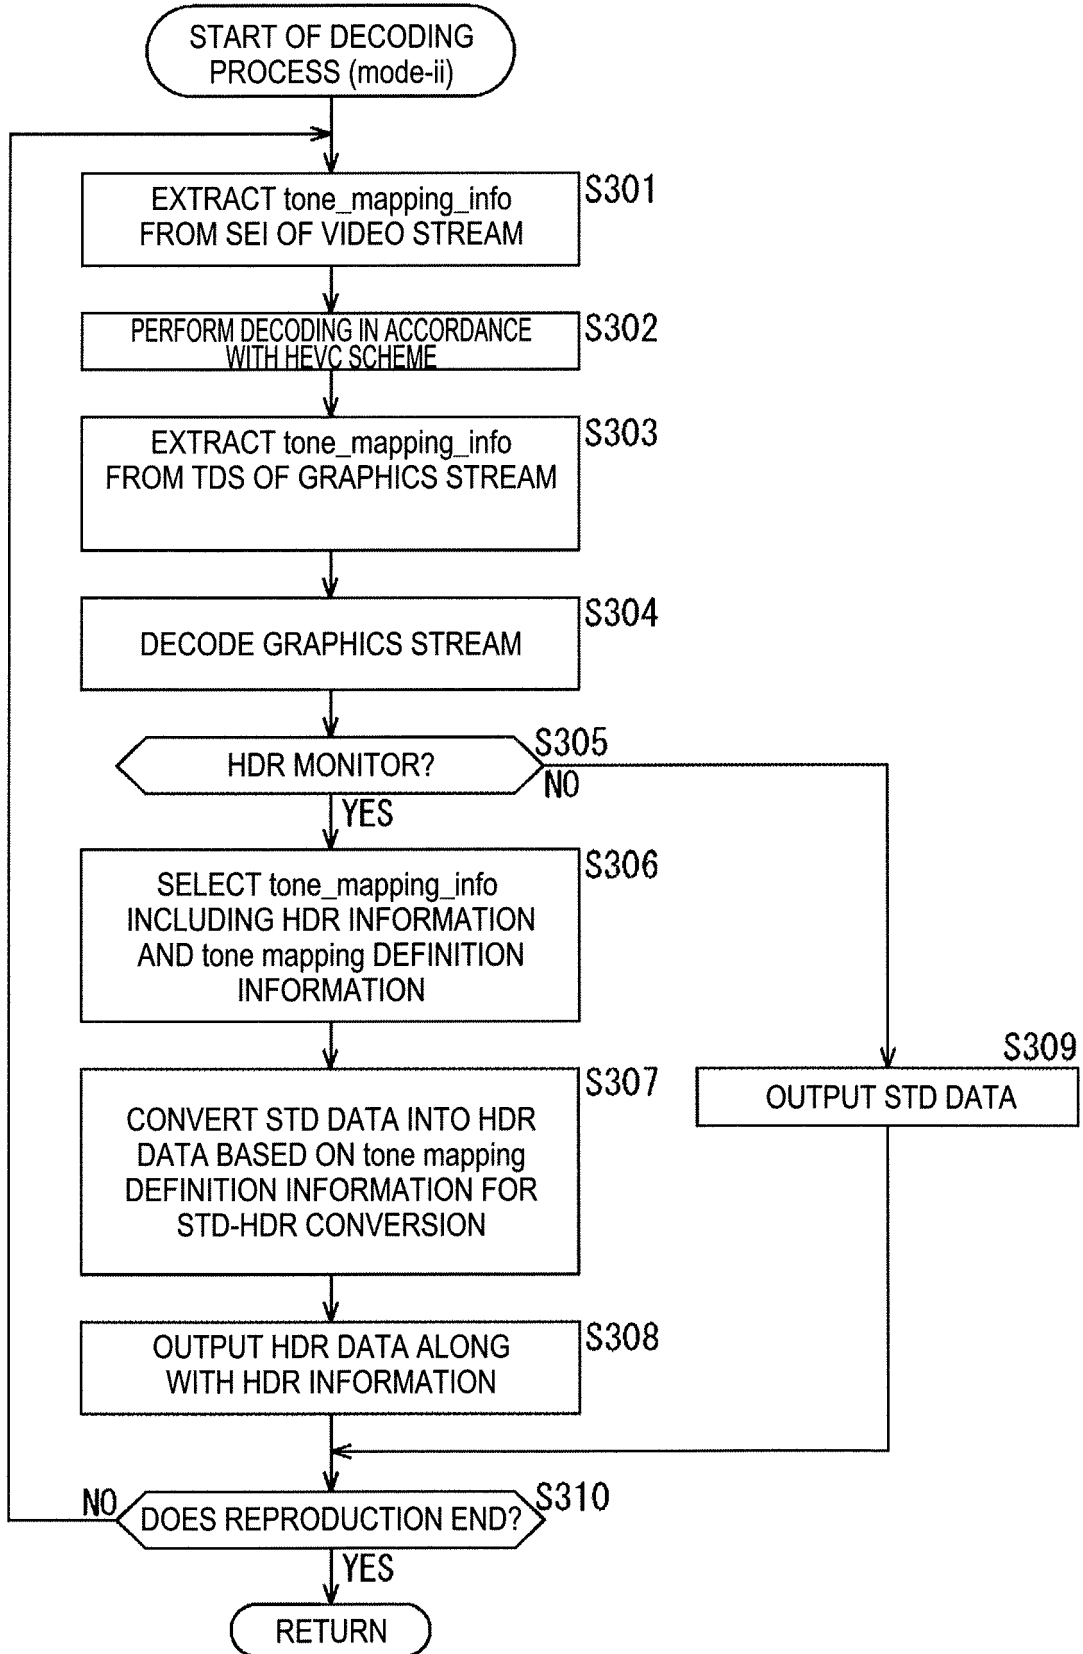 START OF DECODING
PROCESS (mode-ii)
EXTRACT tone_mapping_info
FROM SEI OF VIDEO STREAM
S301
PERFORM DECODING IN ACCORDANCE
WITH HEVC SCHEME
S302
EXTRACT tone_mapping_info
FROM TDS OF GRAPHICS STREAM
S303
DECODE GRAPHICS STREAM
S304
HDR MONITOR?
S305
NO
YES
SELECT tone_mapping_info
INCLUDING HDR INFORMATION
AND tone mapping DEFINITION
INFORMATION
S306
CONVERT STD DATA INTO HDR
DATA BASED ON tone mapping
DEFINITION INFORMATION FOR
STD-HDR CONVERSION
S307
S309
OUTPUT STD DATA
OUTPUT HDR DATA ALONG
WITH HDR INFORMATION
S308
NO
DOES REPRODUCTION END?
S310
YES
RETURN